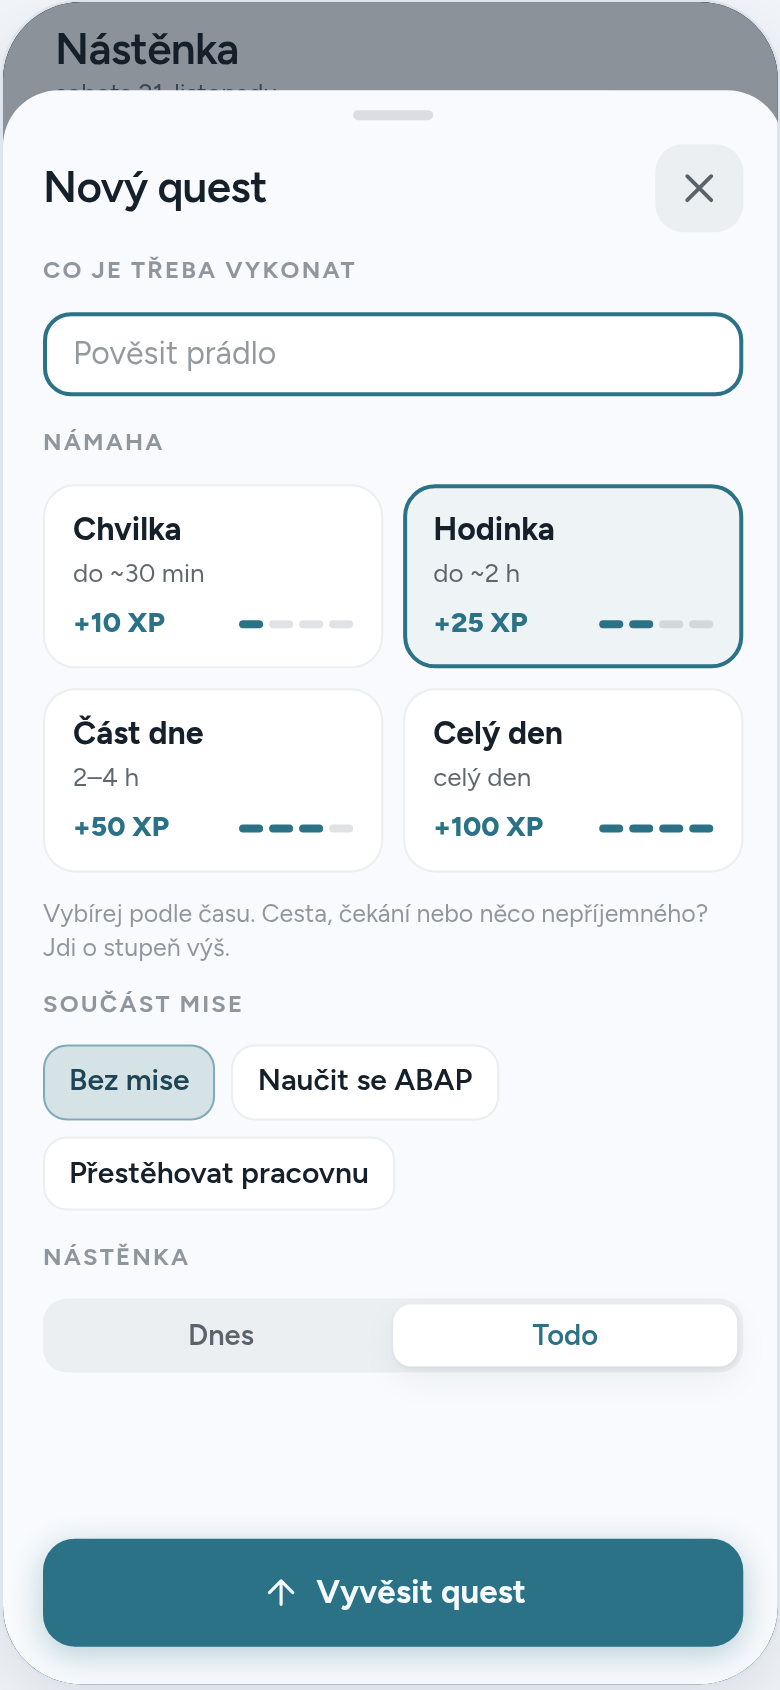 Nástěnka
sobota 21. listopadu
Nový quest
CO JE TŘEBA VYKONAT
Pověsit prádlo
NÁMAHA
Chvilka
do ~30 min
+10 XP
Hodinka
do ~2 h
+25 XP
Část dne
2–4 h
+50 XP
Celý den
celý den
+100 XP
Vybírej podle času. Cesta, čekání nebo něco nepříjemného?
Jdi o stupeň výš.
SOUČÁST MISE
Bez mise
Naučit se ABAP
Přestěhovat pracovnu
NÁSTĚNKA
Dnes
Todo
Vyvěsit quest